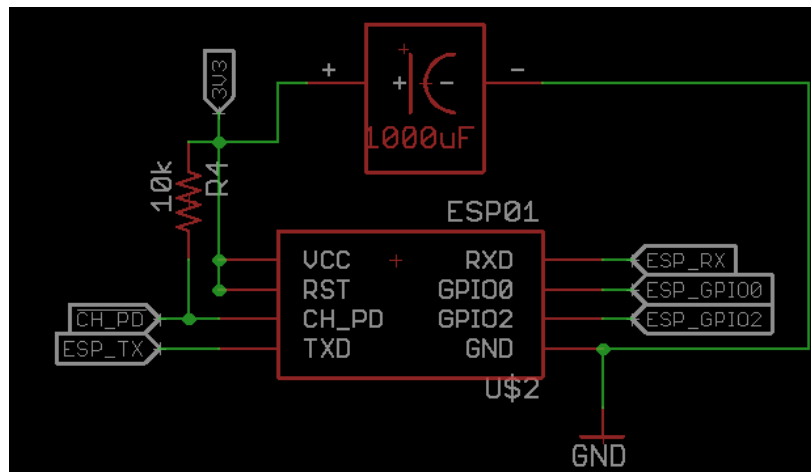 3V3
+ -
+ -
1000uF
10k
R4
ESP01
VCC RXD
RST GPIO0
CH_PD GPIO2
TXD GND
CH_PD
ESP_TX
ESP_RX
ESP_GPIO0
ESP_GPIO2
U$2
GND